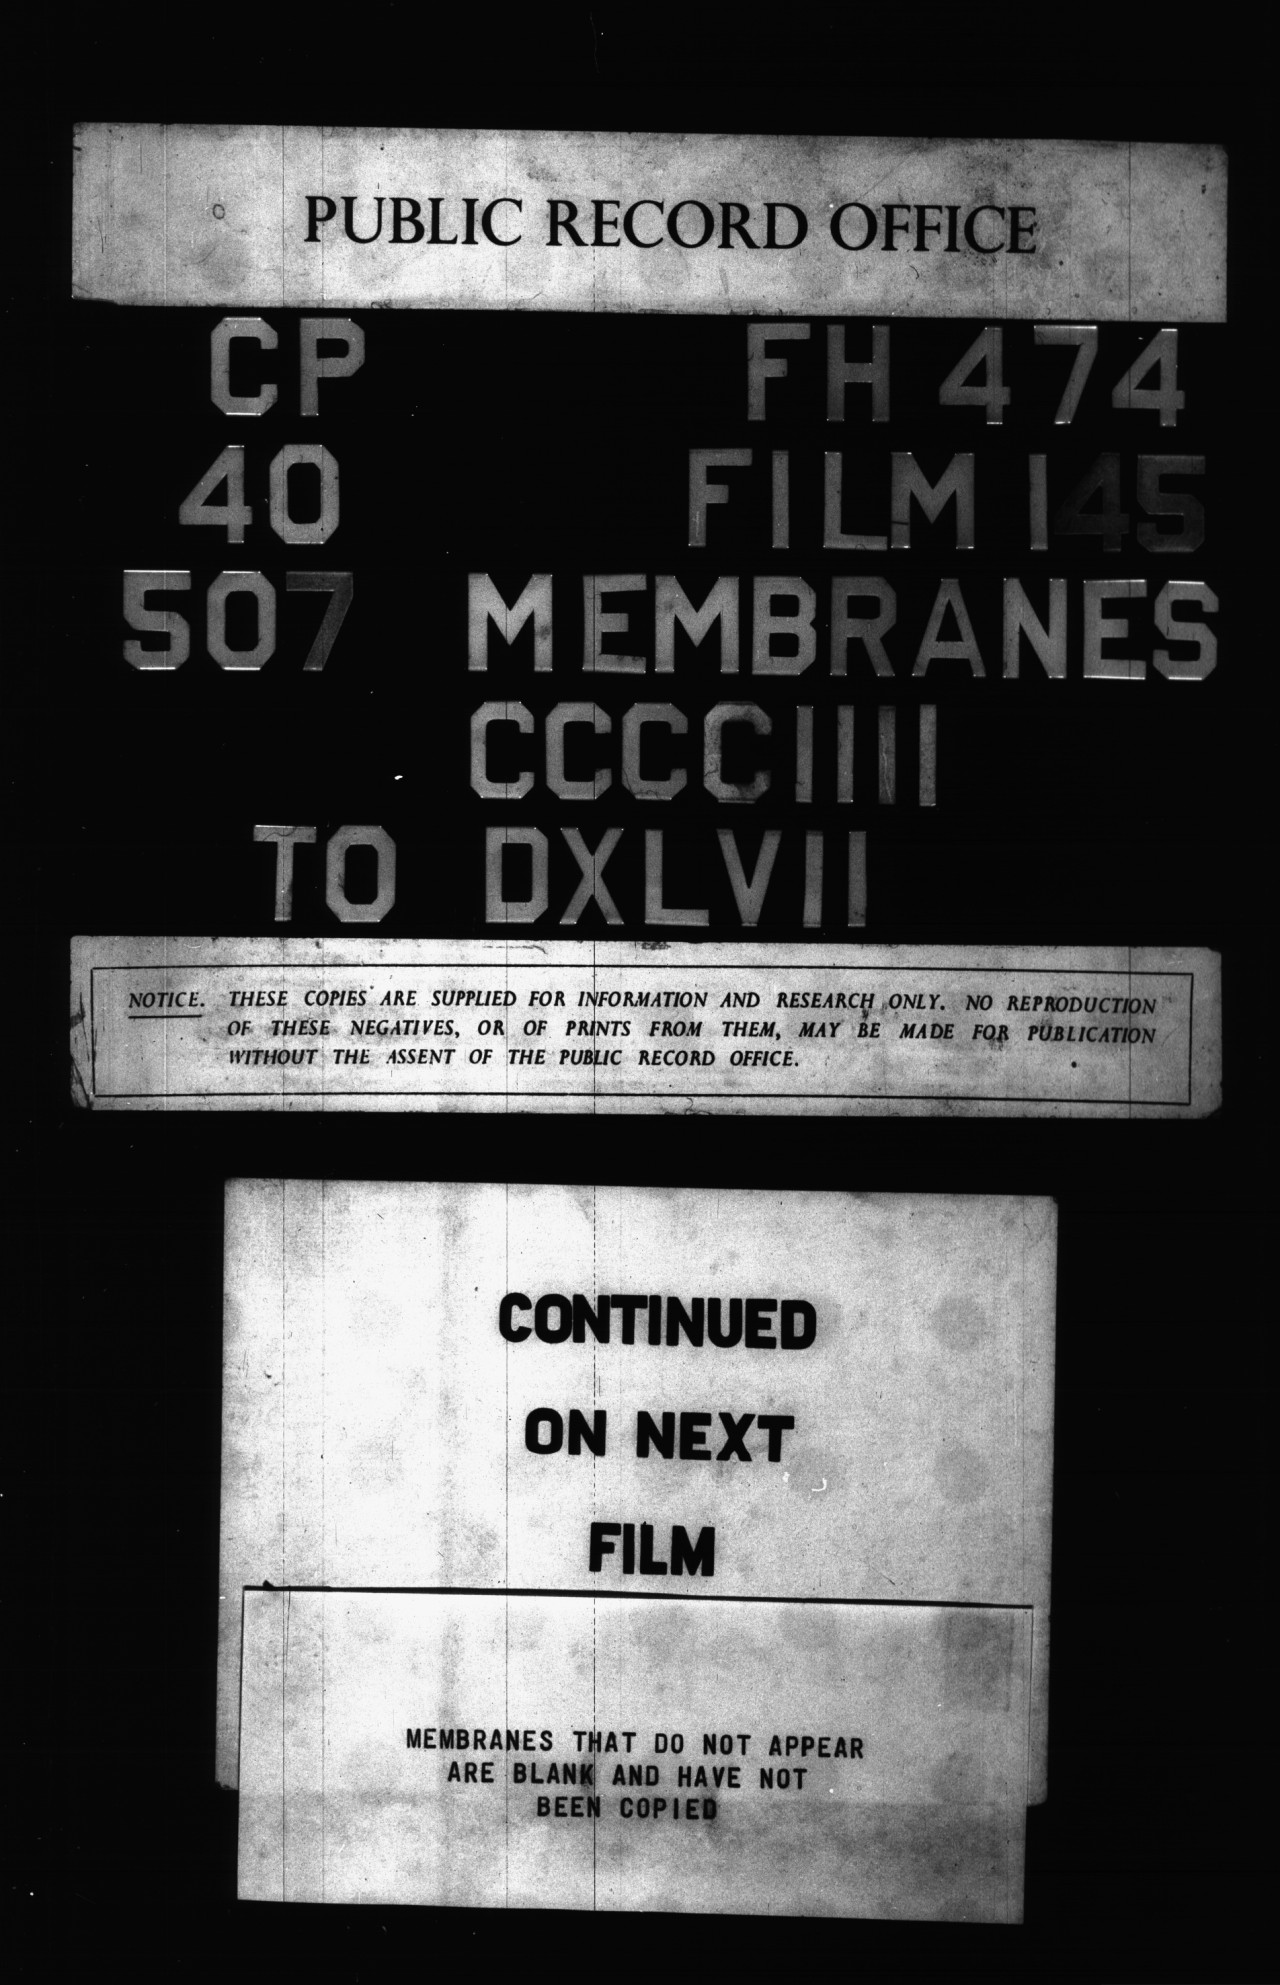 PUBLIC RECORD OFFICE
CP FH 474
40 FILM 145
507 MEMBRANES
CCCCIIII
TO DXLVII
NOTICE. THESE COPIES ARE SUPPLIED FOR INFORMATION AND RESEARCH ONLY. NO REPRODUCTION
OF THESE NEGATIVES, OR OF PRINTS FROM THEM, MAY BE MADE FOR PUBLICATION
WITHOUT THE ASSENT OF THE PUBLIC RECORD OFFICE.
CONTINUED
ON NEXT
FILM
MEMBRANES THAT DO NOT APPEAR
ARE BLANK AND HAVE NOT
BEEN COPIED